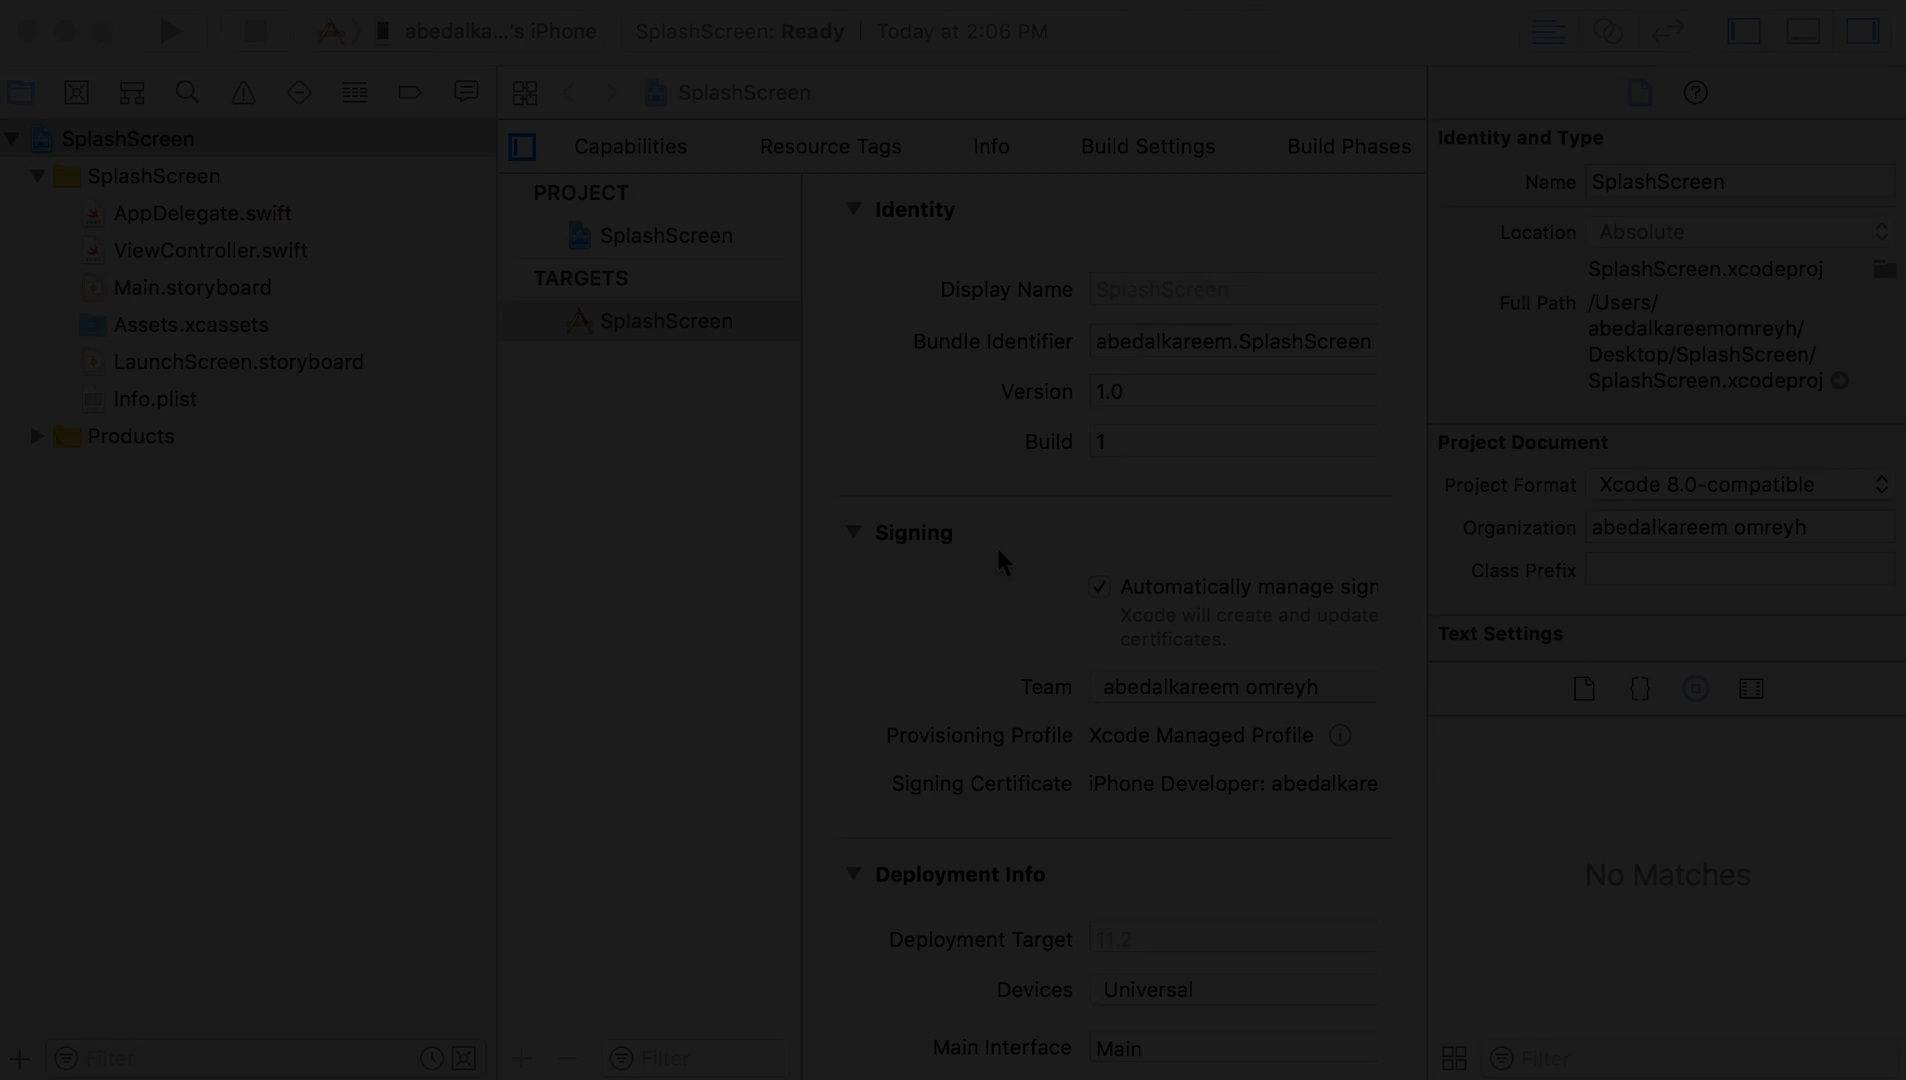 abedalka...'s iPhone
SplashScreen: Ready | Today at 2:06 PM
SplashScreen
SplashScreen
AppDelegate.swift
ViewController.swift
Main.storyboard
Assets.xcassets
LaunchScreen.storyboard
Info.plist
Products
Filter
SplashScreen
Capabilities
Resource Tags
Info
Build Settings
Build Phases
PROJECT
SplashScreen
TARGETS
SplashScreen
Filter
Identity
Display Name SplashScreen
Bundle Identifier abedalkareem.SplashScreen
Version 1.0
Build 1
Signing
Automatically manage sign
Xcode will create and update
certificates.
Team abedalkareem omreyh
Provisioning Profile Xcode Managed Profile
Signing Certificate iPhone Developer: abedalkare
Deployment Info
Deployment Target 11.2
Devices Universal
Main Interface Main
Identity and Type
Name SplashScreen
Location Absolute
SplashScreen.xcodeproj
Full Path /Users/
abedalkareemomreyh/
Desktop/SplashScreen/
SplashScreen.xcodeproj
Project Document
Project Format Xcode 8.0-compatible
Organization abedalkareem omreyh
Class Prefix
Text Settings
{}
No Matches
Filter